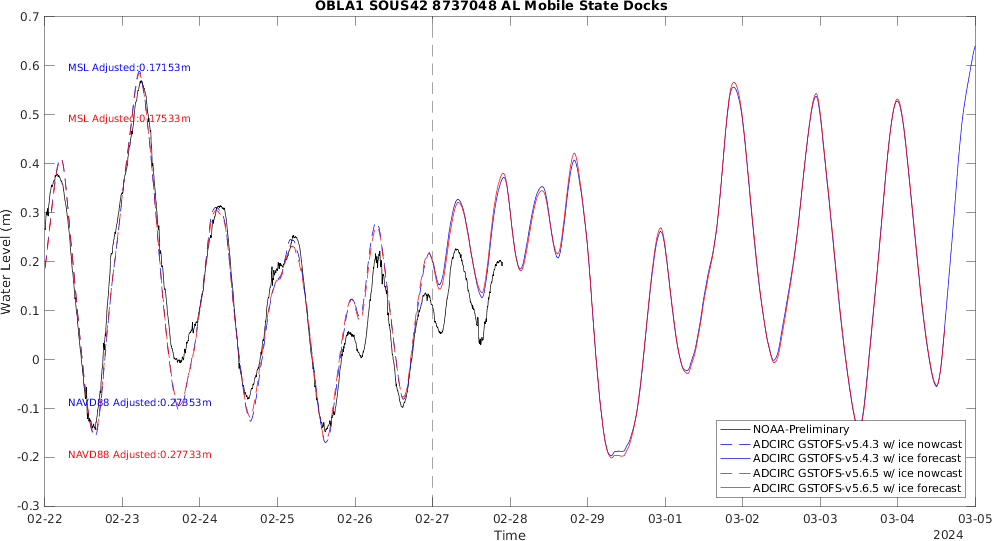 OBLA1 SOUS42 8737048 AL Mobile State Docks
0.7
0.6
0.5
0.4
0.3
0.2
0.1
0
-0.1
-0.2
-0.3
Water Level (m)
MSL Adjusted:0.17153m
MSL Adjusted:0.17533m
NAVD88 Adjusted:0.27353m
NAVD88 Adjusted:0.27733m
NOAA-Preliminary
ADCIRC GSTOFS-v5.4.3 w/ ice nowcast
ADCIRC GSTOFS-v5.4.3 w/ ice forecast
ADCIRC GSTOFS-v5.6.5 w/ ice nowcast
ADCIRC GSTOFS-v5.6.5 w/ ice forecast
02-22 02-23 02-24 02-25 02-26 02-27 02-28 02-29 03-01 03-02 03-03 03-04 03-05
Time
2024